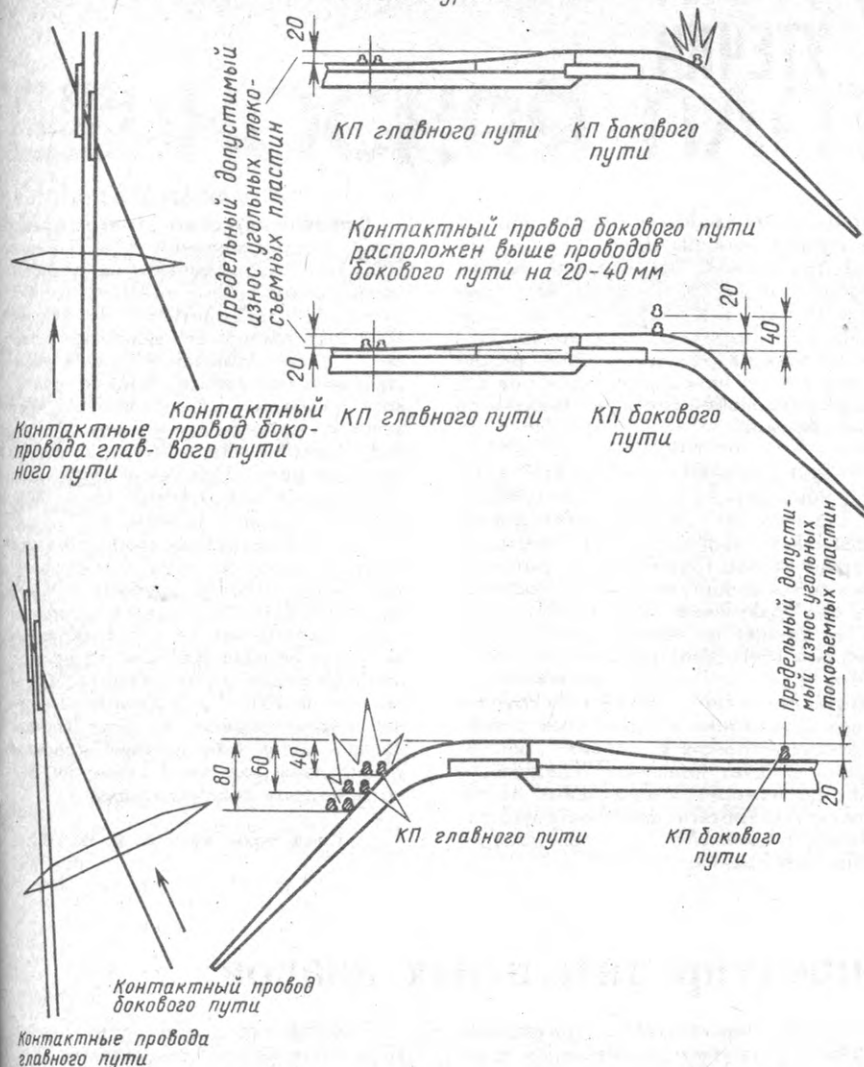 20
Предельный допустимый
износ угольных токо-
съемных пластин
КП главного пути
КП бокового
пути
Контактный провод бокового пути
расположен выше проводов
бокового пути на 20-40 мм
20
20
40
КП главного пути
КП бокового
пути
Контактные
провода глав-
ного пути
Контактный
провод боко-
вого пути
Предельный допусти-
мый износ угольных
токосъемных пластин
80
60
40
20
КП главного пути
КП бокового
пути
Контактный провод
бокового пути
Контактные провода
главного пути